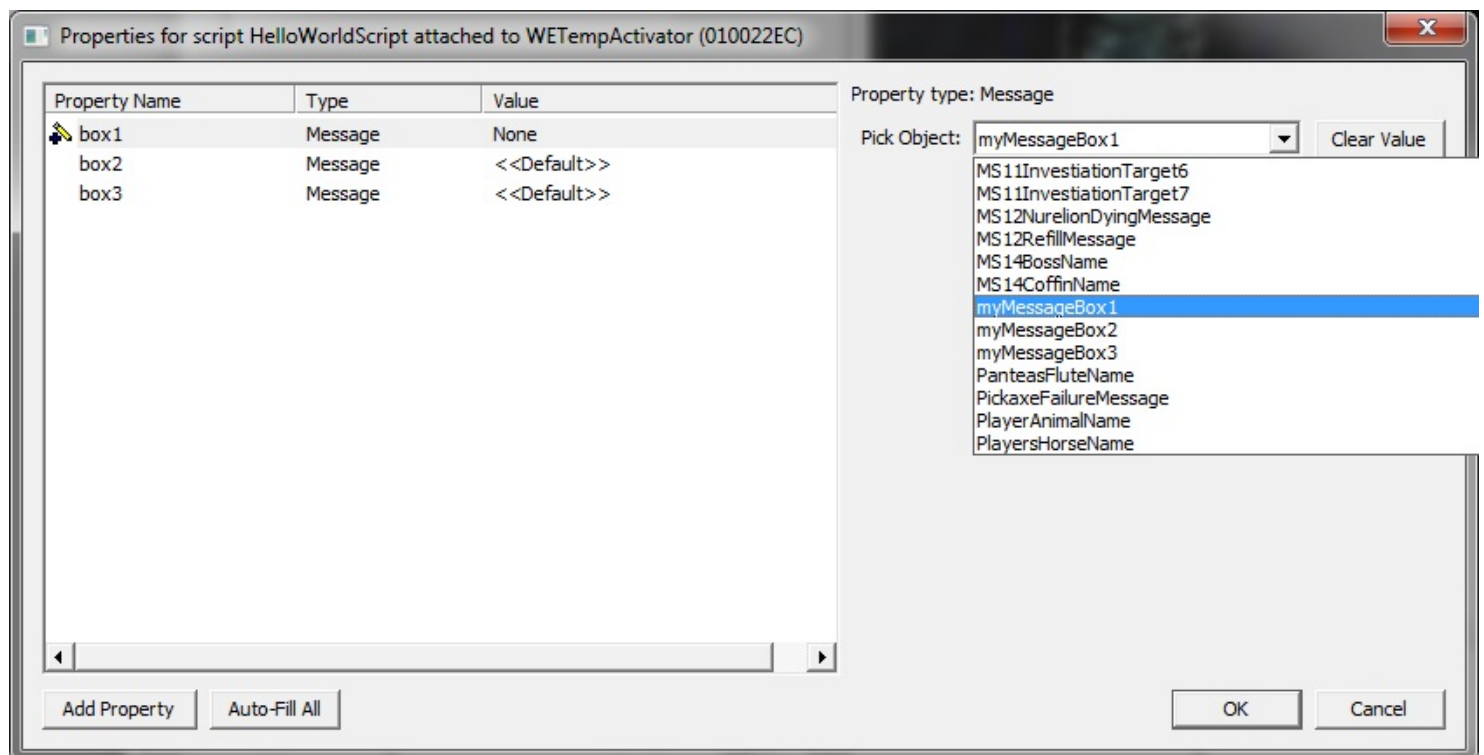 Properties for script HelloWorldScript attached to WETempActivator (010022EC)
Property Name Type Value
box1 Message None
box2 Message <<Default>>
box3 Message <<Default>>
Property type: Message
Pick Object: myMessageBox1 Clear Value
MS11InvestiationTarget6
MS11InvestiationTarget7
MS12NurelionDyingMessage
MS12RefillMessage
MS14BossName
MS14CoffinName
myMessageBox1
myMessageBox2
myMessageBox3
PanteasFluteName
PickaxeFailureMessage
PlayerAnimalName
PlayersHorseName
Add Property Auto-Fill All OK Cancel